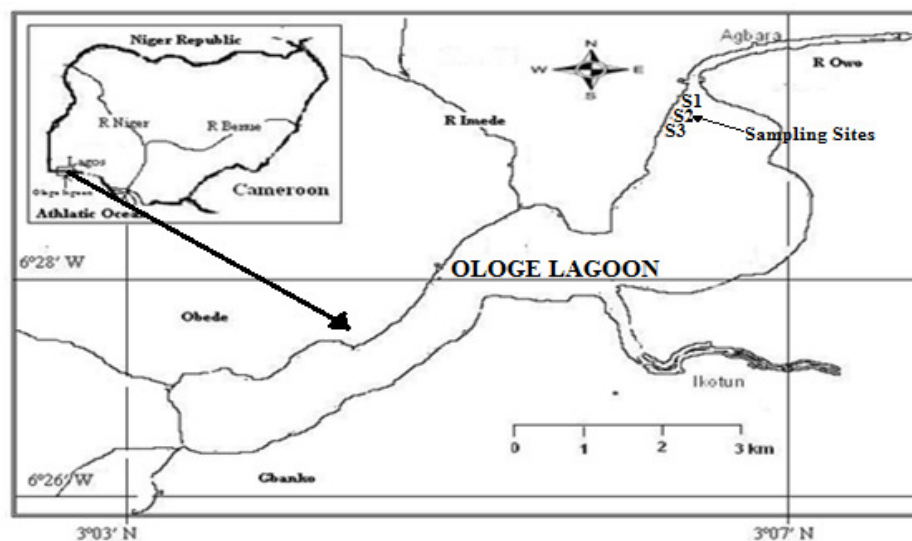 Niger Republic
R Niger
R Benue
Lagos
Ologe lagoon
Cameroon
Athlatic Ocean
N
W
E
S
Agbara
R Owo
R Imede
S1
S2
S3
Sampling Sites
6°28' W
OLOGE LAGOON
Obede
Ikotun
0 1 2 3 km
6°26' W
Gbanko
3°03' N
3°07' N